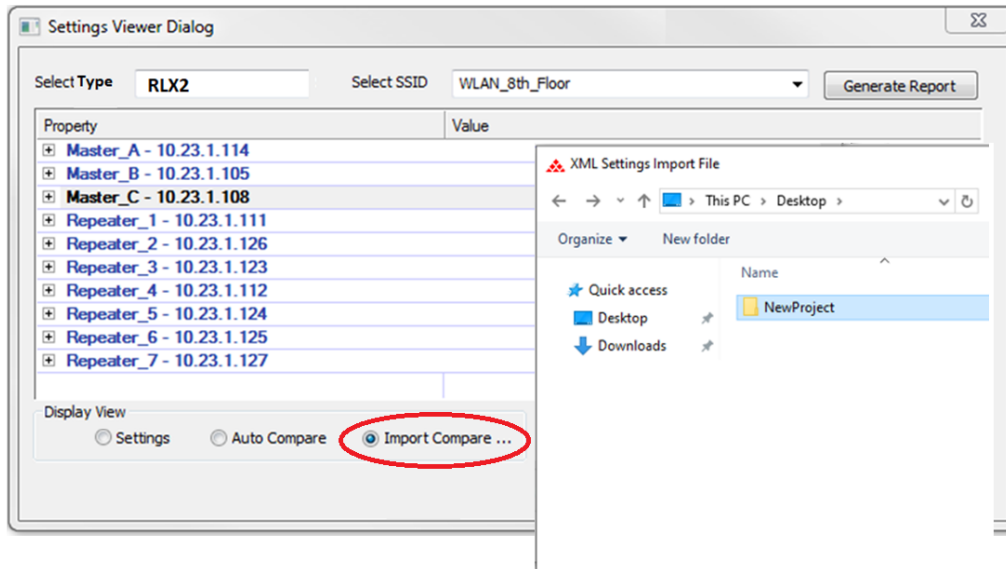 Settings Viewer Dialog
Select Type RLX2 Select SSID WLAN_8th_Floor Generate Report
Property Value
Master_A - 10.23.1.114
Master_B - 10.23.1.105
Master_C - 10.23.1.108
Repeater_1 - 10.23.1.111
Repeater_2 - 10.23.1.126
Repeater_3 - 10.23.1.123
Repeater_4 - 10.23.1.112
Repeater_5 - 10.23.1.124
Repeater_6 - 10.23.1.125
Repeater_7 - 10.23.1.127
Display View
Settings Auto Compare Import Compare ...
XML Settings Import File
This PC > Desktop >
Organize New folder
Name
Quick access
NewProject
Desktop
Downloads